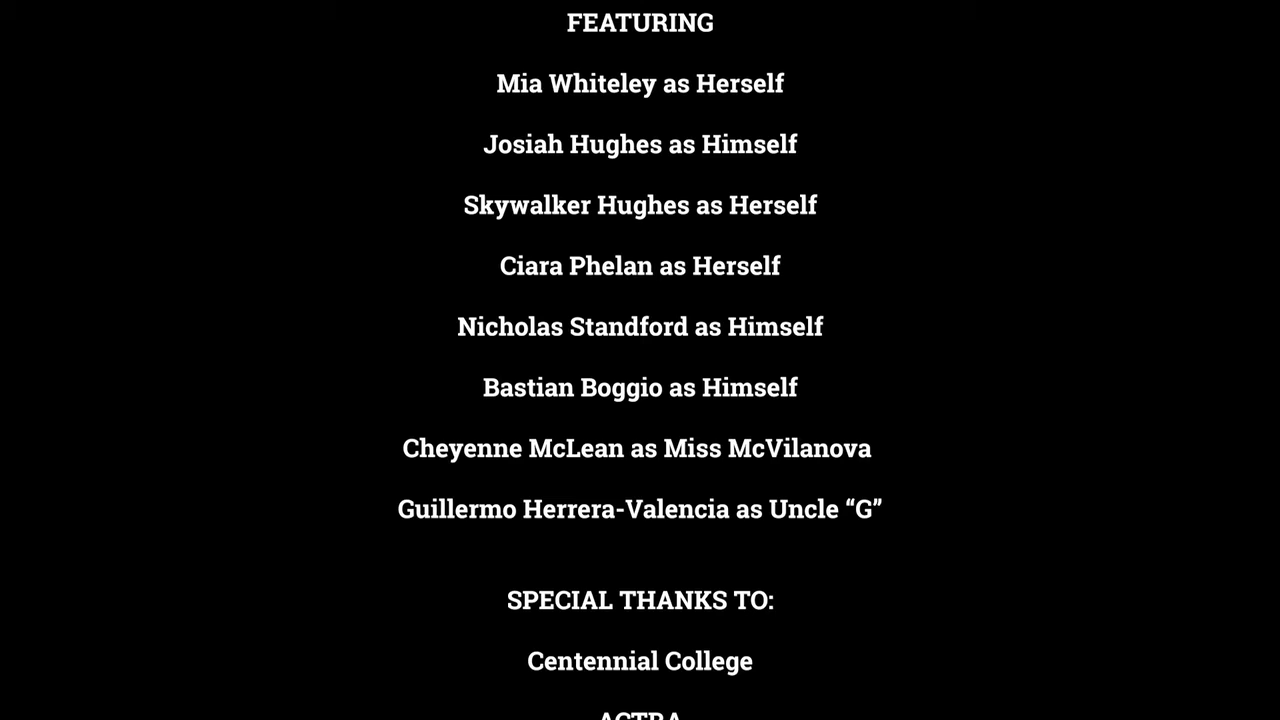 FEATURING
Mia Whiteley as Herself
Josiah Hughes as Himself
Skywalker Hughes as Herself
Ciara Phelan as Herself
Nicholas Standford as Himself
Bastian Boggio as Himself
Cheyenne McLean as Miss McVilanova
Guillermo Herrera-Valencia as Uncle “G”
SPECIAL THANKS TO:
Centennial College
ACTRA